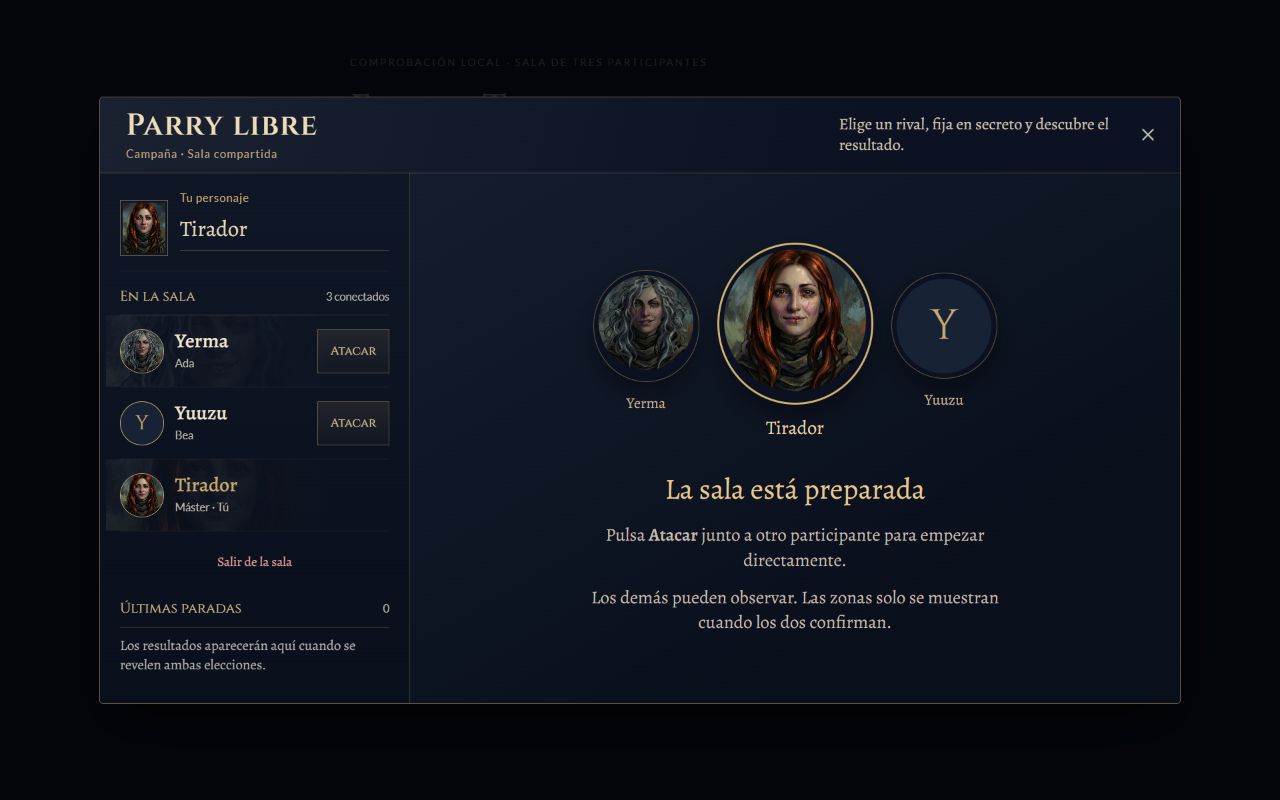 COMPROBACIÓN LOCAL · SALA DE TRES PARTICIPANTES
PARRY LIBRE
Campaña · Sala compartida
Elige un rival, fija en secreto y descubre el
resultado.
Tu personaje
Tirador
EN LA SALA
3 conectados
Yerma
Ada
ATACAR
Y
Yuuzu
Bea
ATACAR
Tirador
Máster · Tú
Salir de la sala
ÚLTIMAS PARADAS
0
Los resultados aparecerán aquí cuando se
revelen ambas elecciones.
Y
Yerma
Tirador
Yuuzu
La sala está preparada
Pulsa Atacar junto a otro participante para empezar
directamente.
Los demás pueden observar. Las zonas solo se muestran
cuando los dos confirman.